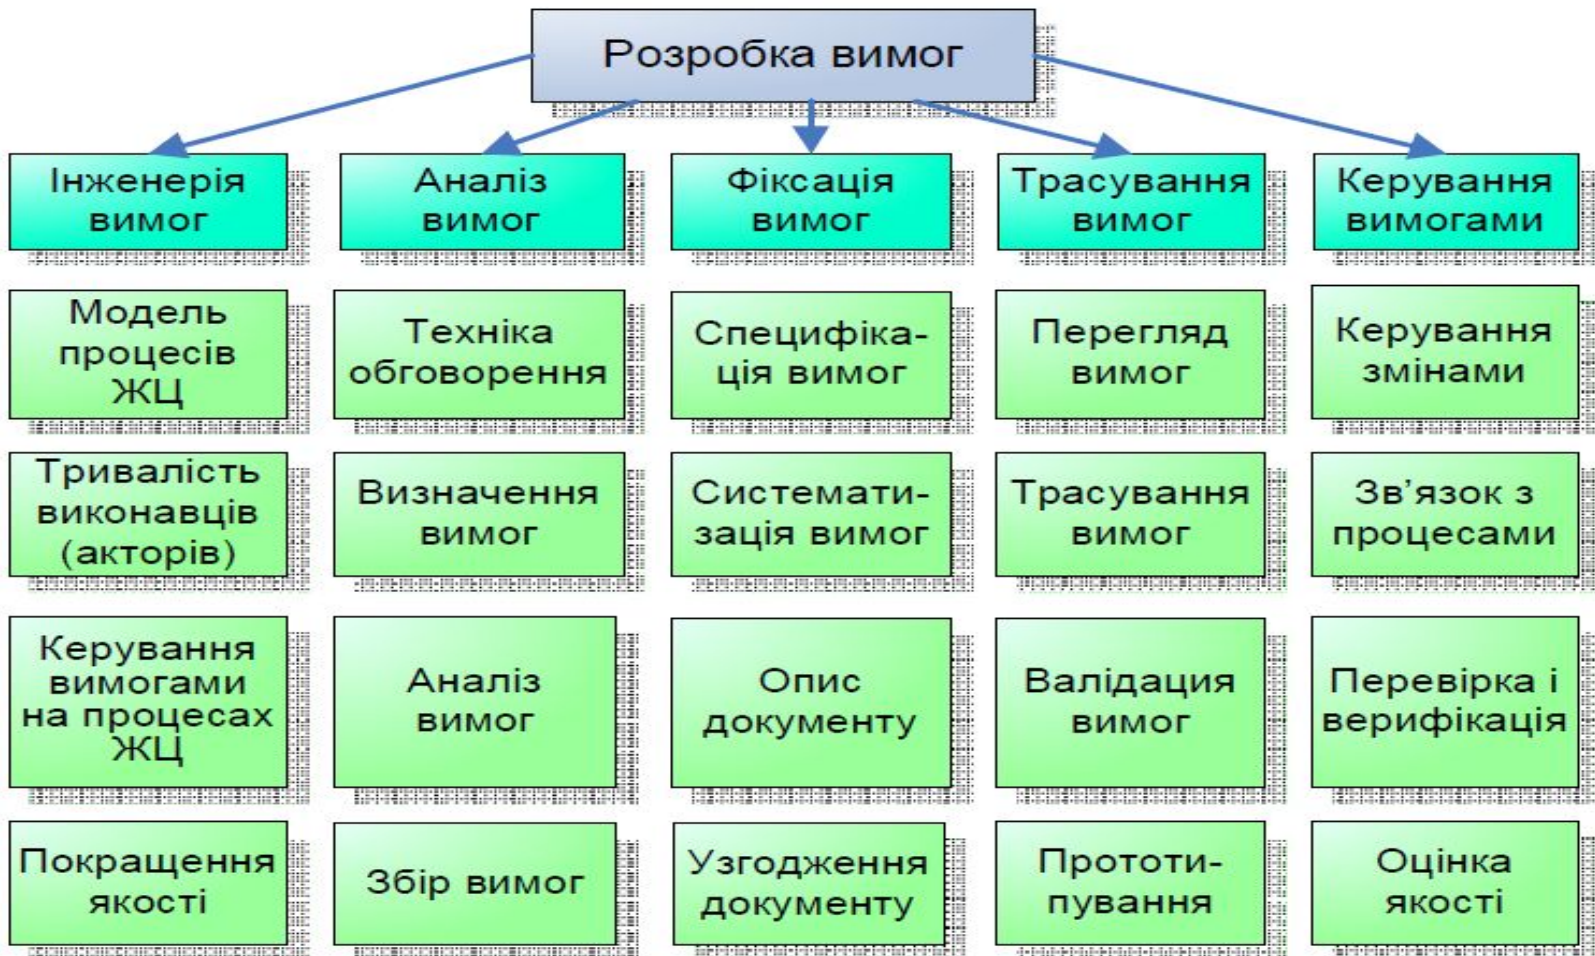 Розробка вимог
Інженерія
вимог
Аналіз
вимог
Фіксація
вимог
Трасування
вимог
Керування
вимогами
Модель
процесів
ЖЦ
Техніка
обговорення
Специфіка-
ція вимог
Перегляд
вимог
Керування
змінами
Тривалість
виконавців
(акторів)
Визначення
вимог
Системати-
зація вимог
Трасування
вимог
Зв’язок з
процесами
Керування
вимогами
на процесах
ЖЦ
Аналіз
вимог
Опис
документу
Валідация
вимог
Перевірка і
верифікація
Покращення
якості
Збір вимог
Узгодження
документу
Прототи-
пування
Оцінка
якості